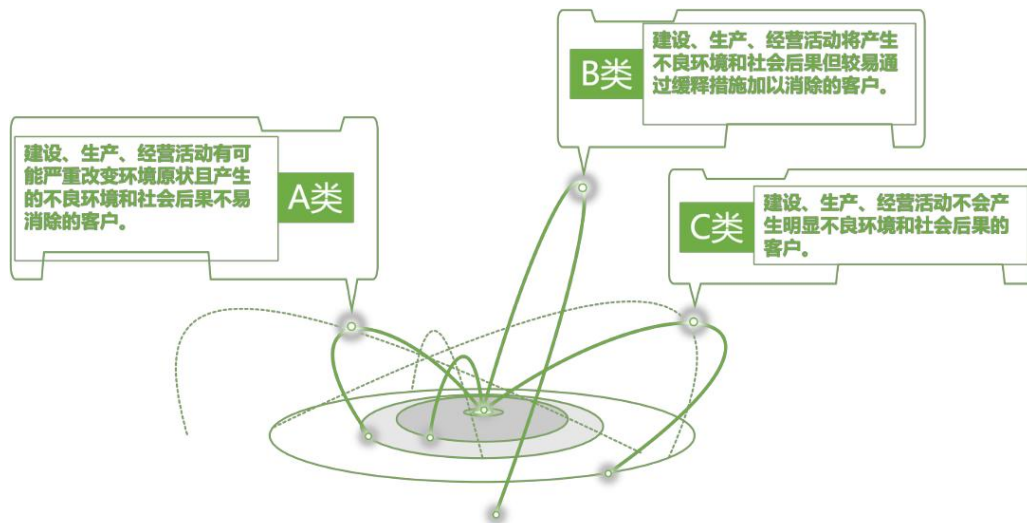 A类
建设、生产、经营活动有可
能严重改变环境原状且产生
的不良环境和社会后果不易
消除的客户。
B类
建设、生产、经营活动将产生
不良环境和社会后果但较易通
过缓释措施加以消除的客户。
C类
建设、生产、经营活动不会产
生明显不良环境和社会后果的
客户。